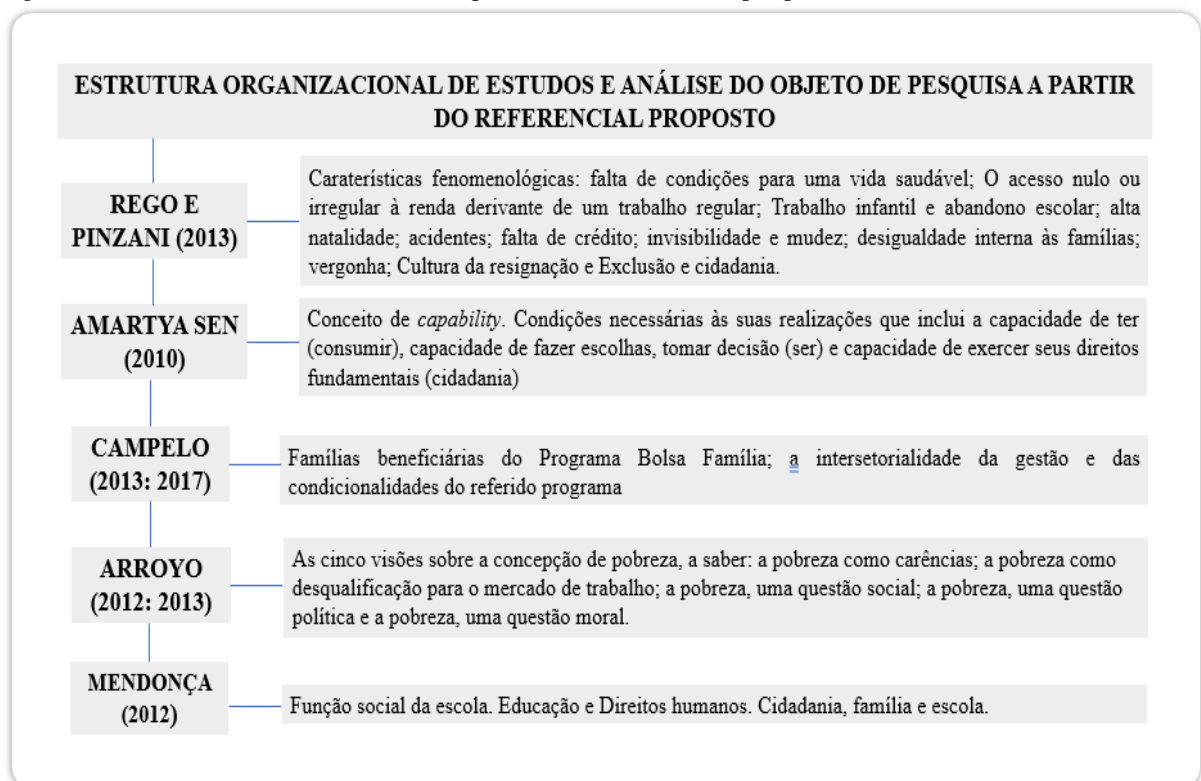 ESTRUTURA ORGANIZACIONAL DE ESTUDOS E ANÁLISE DO OBJETO DE PESQUISA A PARTIR
DO REFERENCIAL PROPOSTO
REGO E
PINZANI (2013)
Caraterísticas fenomenológicas: falta de condições para uma vida saudável; O acesso nulo ou
irregular à renda derivante de um trabalho regular; Trabalho infantil e abandono escolar; alta
natalidade; acidentes; falta de crédito; invisibilidade e mudez; desigualdade interna às famílias;
vergonha; Cultura da resignação e Exclusão e cidadania.
AMARTYA SEN
(2010)
Conceito de capability. Condições necessárias às suas realizações que inclui a capacidade de ter
(consumir), capacidade de fazer escolhas, tomar decisão (ser) e capacidade de exercer seus direitos
fundamentais (cidadania)
CAMPELO
(2013: 2017)
Famílias beneficiárias do Programa Bolsa Família; a intersetorialidade da gestão e das
condicionalidades do referido programa
ARROYO
(2012: 2013)
As cinco visões sobre a concepção de pobreza, a saber: a pobreza como carências; a pobreza como
desqualificação para o mercado de trabalho; a pobreza, uma questão social; a pobreza, uma questão
política e a pobreza, uma questão moral.
MENDONÇA
(2012)
Função social da escola. Educação e Direitos humanos. Cidadania, família e escola.